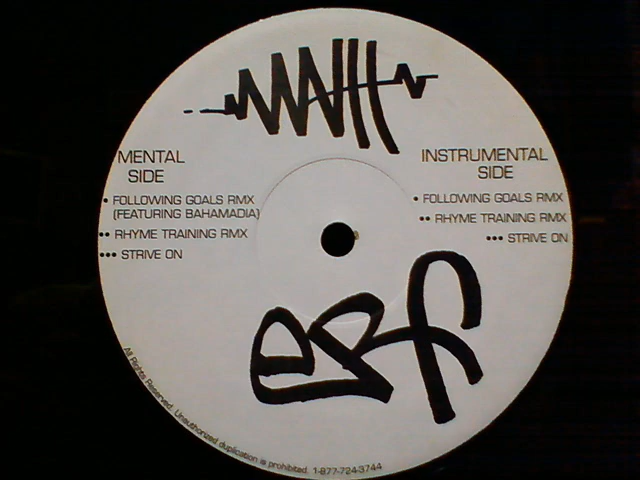 MENTAL
SIDE
• FOLLOWING GOALS RMX
(FEATURING BAHAMADIA)
•• RHYME TRAINING RMX
••• STRIVE ON
INSTRUMENTAL
SIDE
• FOLLOWING GOALS RMX
•• RHYME TRAINING RMX
••• STRIVE ON
All Rights Reserved. Unauthorized duplication is prohibited. 1-877-724-3744